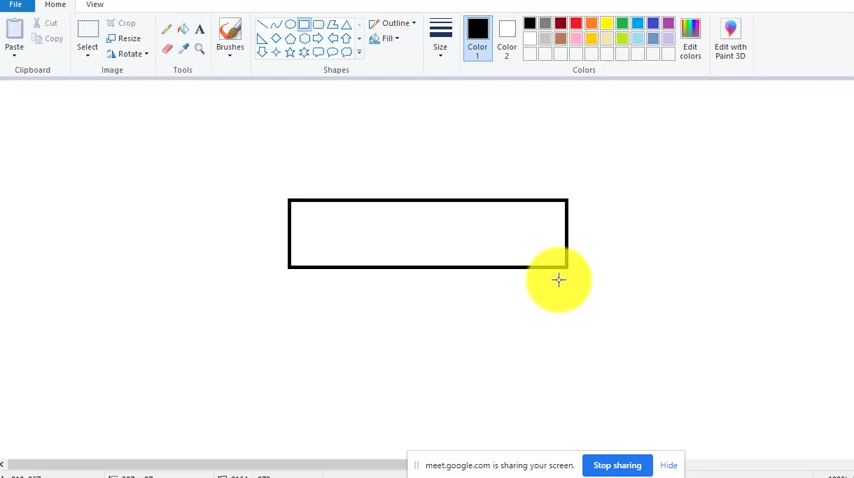 File Home View
Paste
Cut
Copy
Clipboard
Select
Crop
Resize
Rotate
Image
Tools
Brushes
Outline
Fill
Shapes
Size
Color
1
Color
2
Edit
colors
Colors
Edit with
Paint 3D
meet.google.com is sharing your screen. Stop sharing Hide